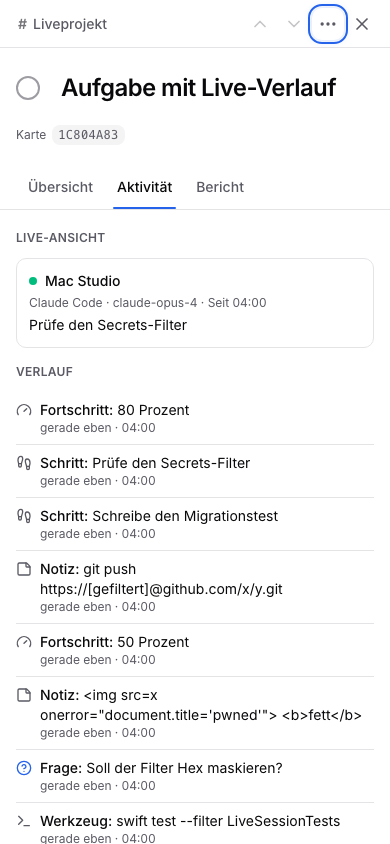 # Liveprojekt
Aufgabe mit Live-Verlauf
Karte 1C804A83
Übersicht Aktivität Bericht
LIVE-ANSICHT
Mac Studio
Claude Code · claude-opus-4 · Seit 04:00
Prüfe den Secrets-Filter
VERLAUF
Fortschritt: 80 Prozent
gerade eben · 04:00
Schritt: Prüfe den Secrets-Filter
gerade eben · 04:00
Schritt: Schreibe den Migrationstest
gerade eben · 04:00
Notiz: git push
https://[gefiltert]@github.com/x/y.git
gerade eben · 04:00
Fortschritt: 50 Prozent
gerade eben · 04:00
Notiz: <img src=x
onerror="document.title='pwned'"> <b>fett</b>
gerade eben · 04:00
Frage: Soll der Filter Hex maskieren?
gerade eben · 04:00
Werkzeug: swift test --filter LiveSessionTests
gerade eben · 04:00